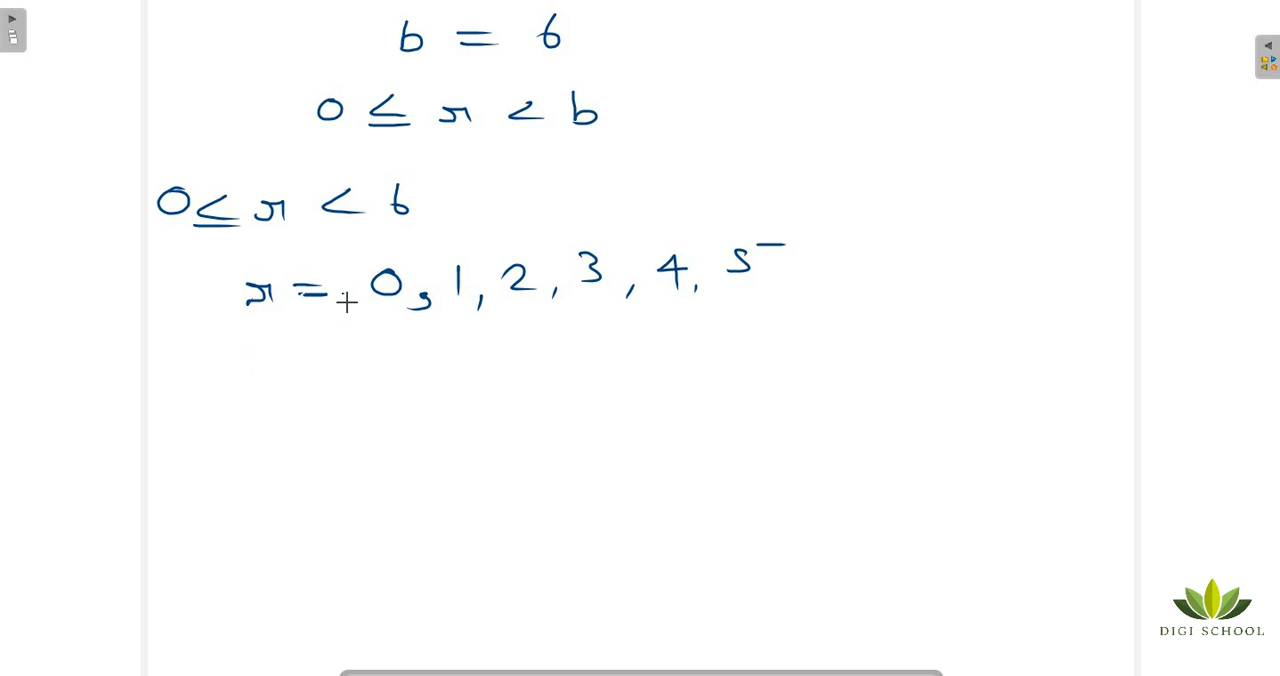 b = 6
0 ≤ r < b
0 ≤ r < 6
r = 0, 1, 2, 3, 4, 5
DIGI SCHOOL